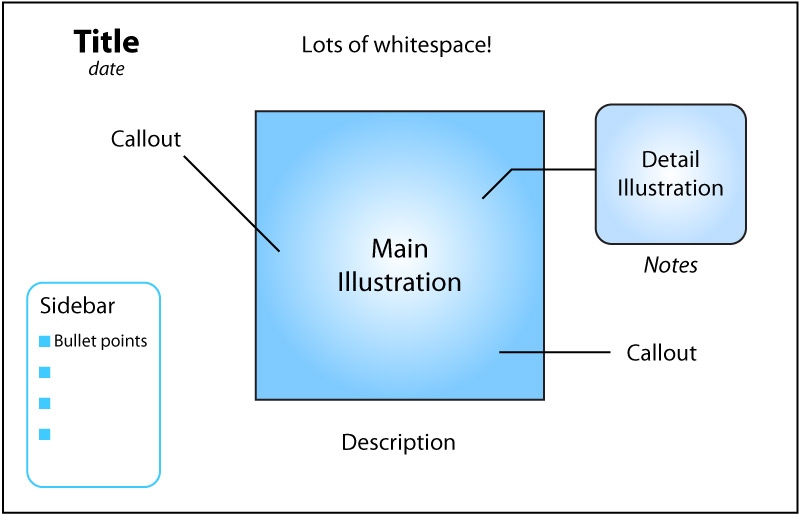 Title
date
Lots of whitespace!
Callout
Detail
Illustration
Main
Illustration
Notes
Sidebar
Bullet points
Callout
Description